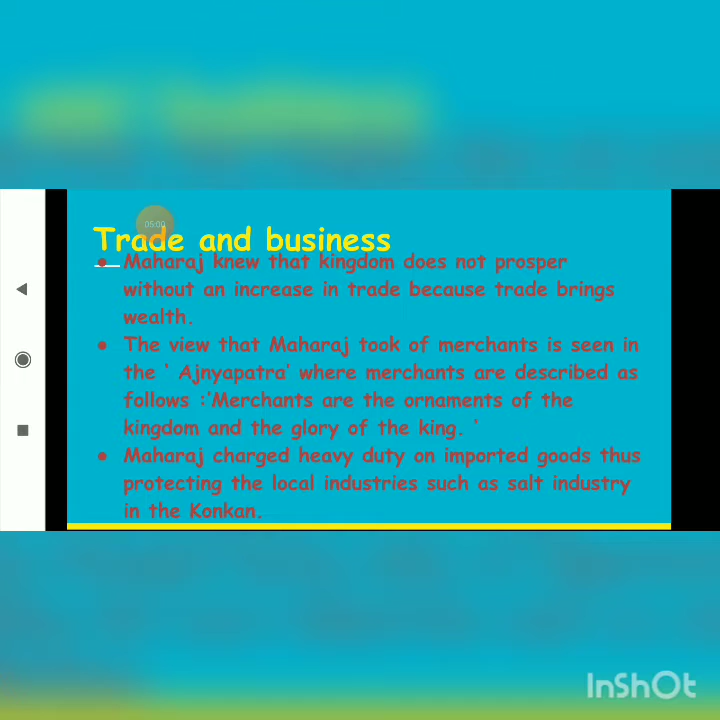 05:00
Trade and business
• Maharaj knew that kingdom does not prosper
without an increase in trade because trade brings
wealth.
• The view that Maharaj took of merchants is seen in
the ' Ajnyapatra' where merchants are described as
follows :'Merchants are the ornaments of the
kingdom and the glory of the king. '
• Maharaj charged heavy duty on imported goods thus
protecting the local industries such as salt industry
in the Konkan.
InShOt